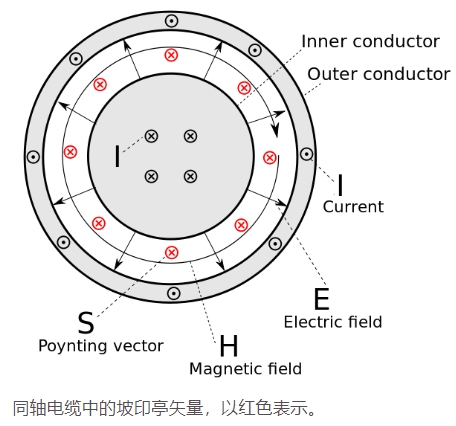 Inner conductor
Outer conductor
I
I
Current
E
Electric field
S
Poynting vector
H
Magnetic field
同轴电缆中的坡印亭矢量，以红色表示。